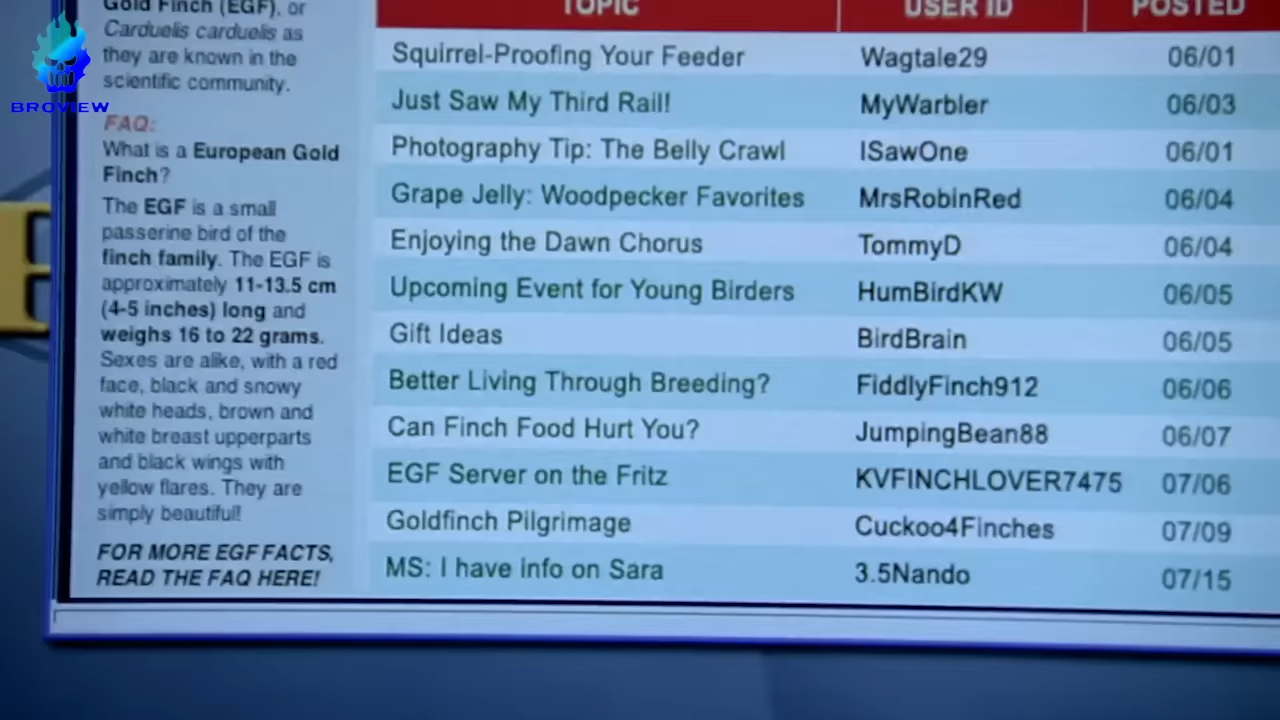 Gold Finch (EGF), or
Carduelis carduelis as
they are known in the
scientific community.
FAQ:
What is a European Gold
Finch?
The EGF is a small
passerine bird of the
finch family. The EGF is
approximately 11-13.5 cm
(4-5 inches) long and
weighs 16 to 22 grams.
Sexes are alike, with a red
face, black and snowy
white heads, brown and
white breast upperparts
and black wings with
yellow flares. They are
simply beautiful!
FOR MORE EGF FACTS,
READ THE FAQ HERE!
TOPIC USER ID POSTED
Squirrel-Proofing Your Feeder Wagtale29 06/01
Just Saw My Third Rail! MyWarbler 06/03
Photography Tip: The Belly Crawl ISawOne 06/01
Grape Jelly: Woodpecker Favorites MrsRobinRed 06/04
Enjoying the Dawn Chorus TommyD 06/04
Upcoming Event for Young Birders HumBirdKW 06/05
Gift Ideas BirdBrain 06/05
Better Living Through Breeding? FiddlyFinch912 06/06
Can Finch Food Hurt You? JumpingBean88 06/07
EGF Server on the Fritz KVFINCHLOVER7475 07/06
Goldfinch Pilgrimage Cuckoo4Finches 07/09
MS: I have info on Sara 3.5Nando 07/15
BROVIEW